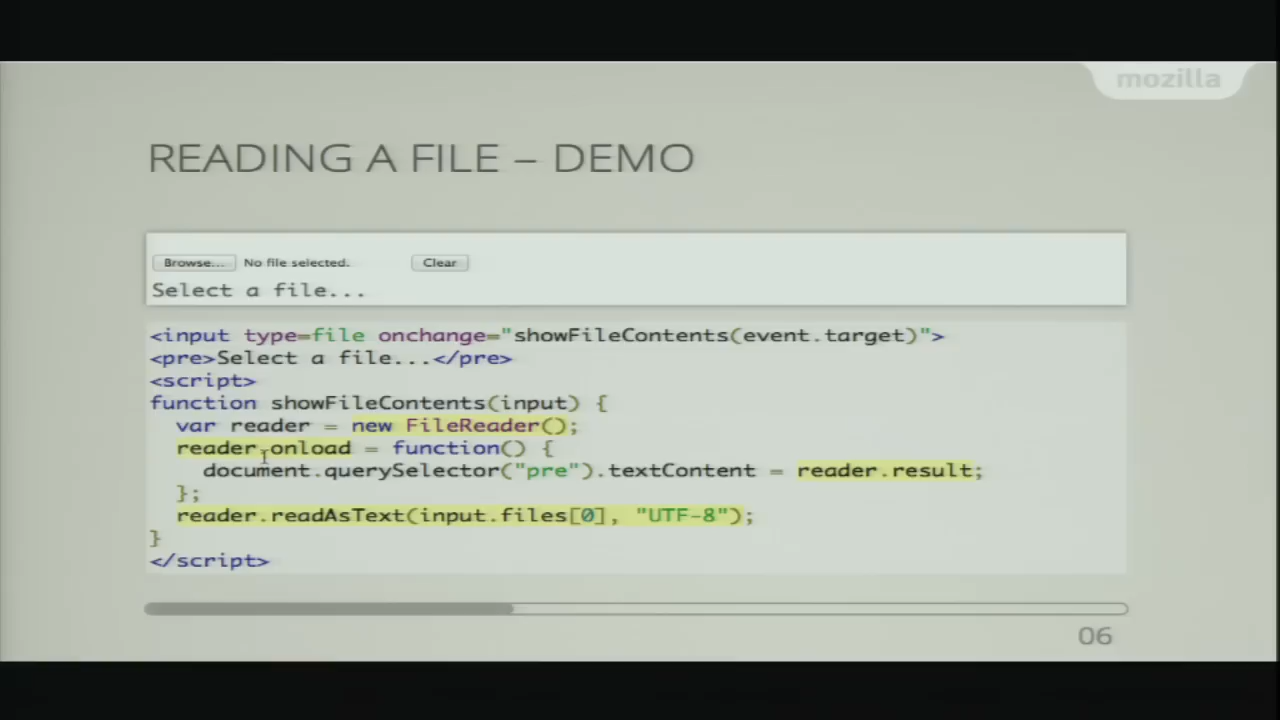 mozilla
READING A FILE – DEMO
Browse... No file selected. Clear
Select a file...
<input type=file onchange="showFileContents(event.target)">
<pre>Select a file...</pre>
<script>
function showFileContents(input) {
  var reader = new FileReader();
  reader.onload = function() {
    document.querySelector("pre").textContent = reader.result;
  };
  reader.readAsText(input.files[0], "UTF-8");
}
</script>
06